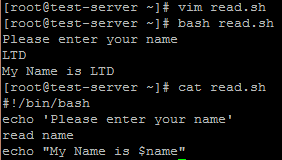 [root@test-server ~]# vim read.sh
[root@test-server ~]# bash read.sh
Please enter your name
LTD
My Name is LTD
[root@test-server ~]# cat read.sh
#!/bin/bash
echo 'Please enter your name'
read name
echo "My Name is $name"